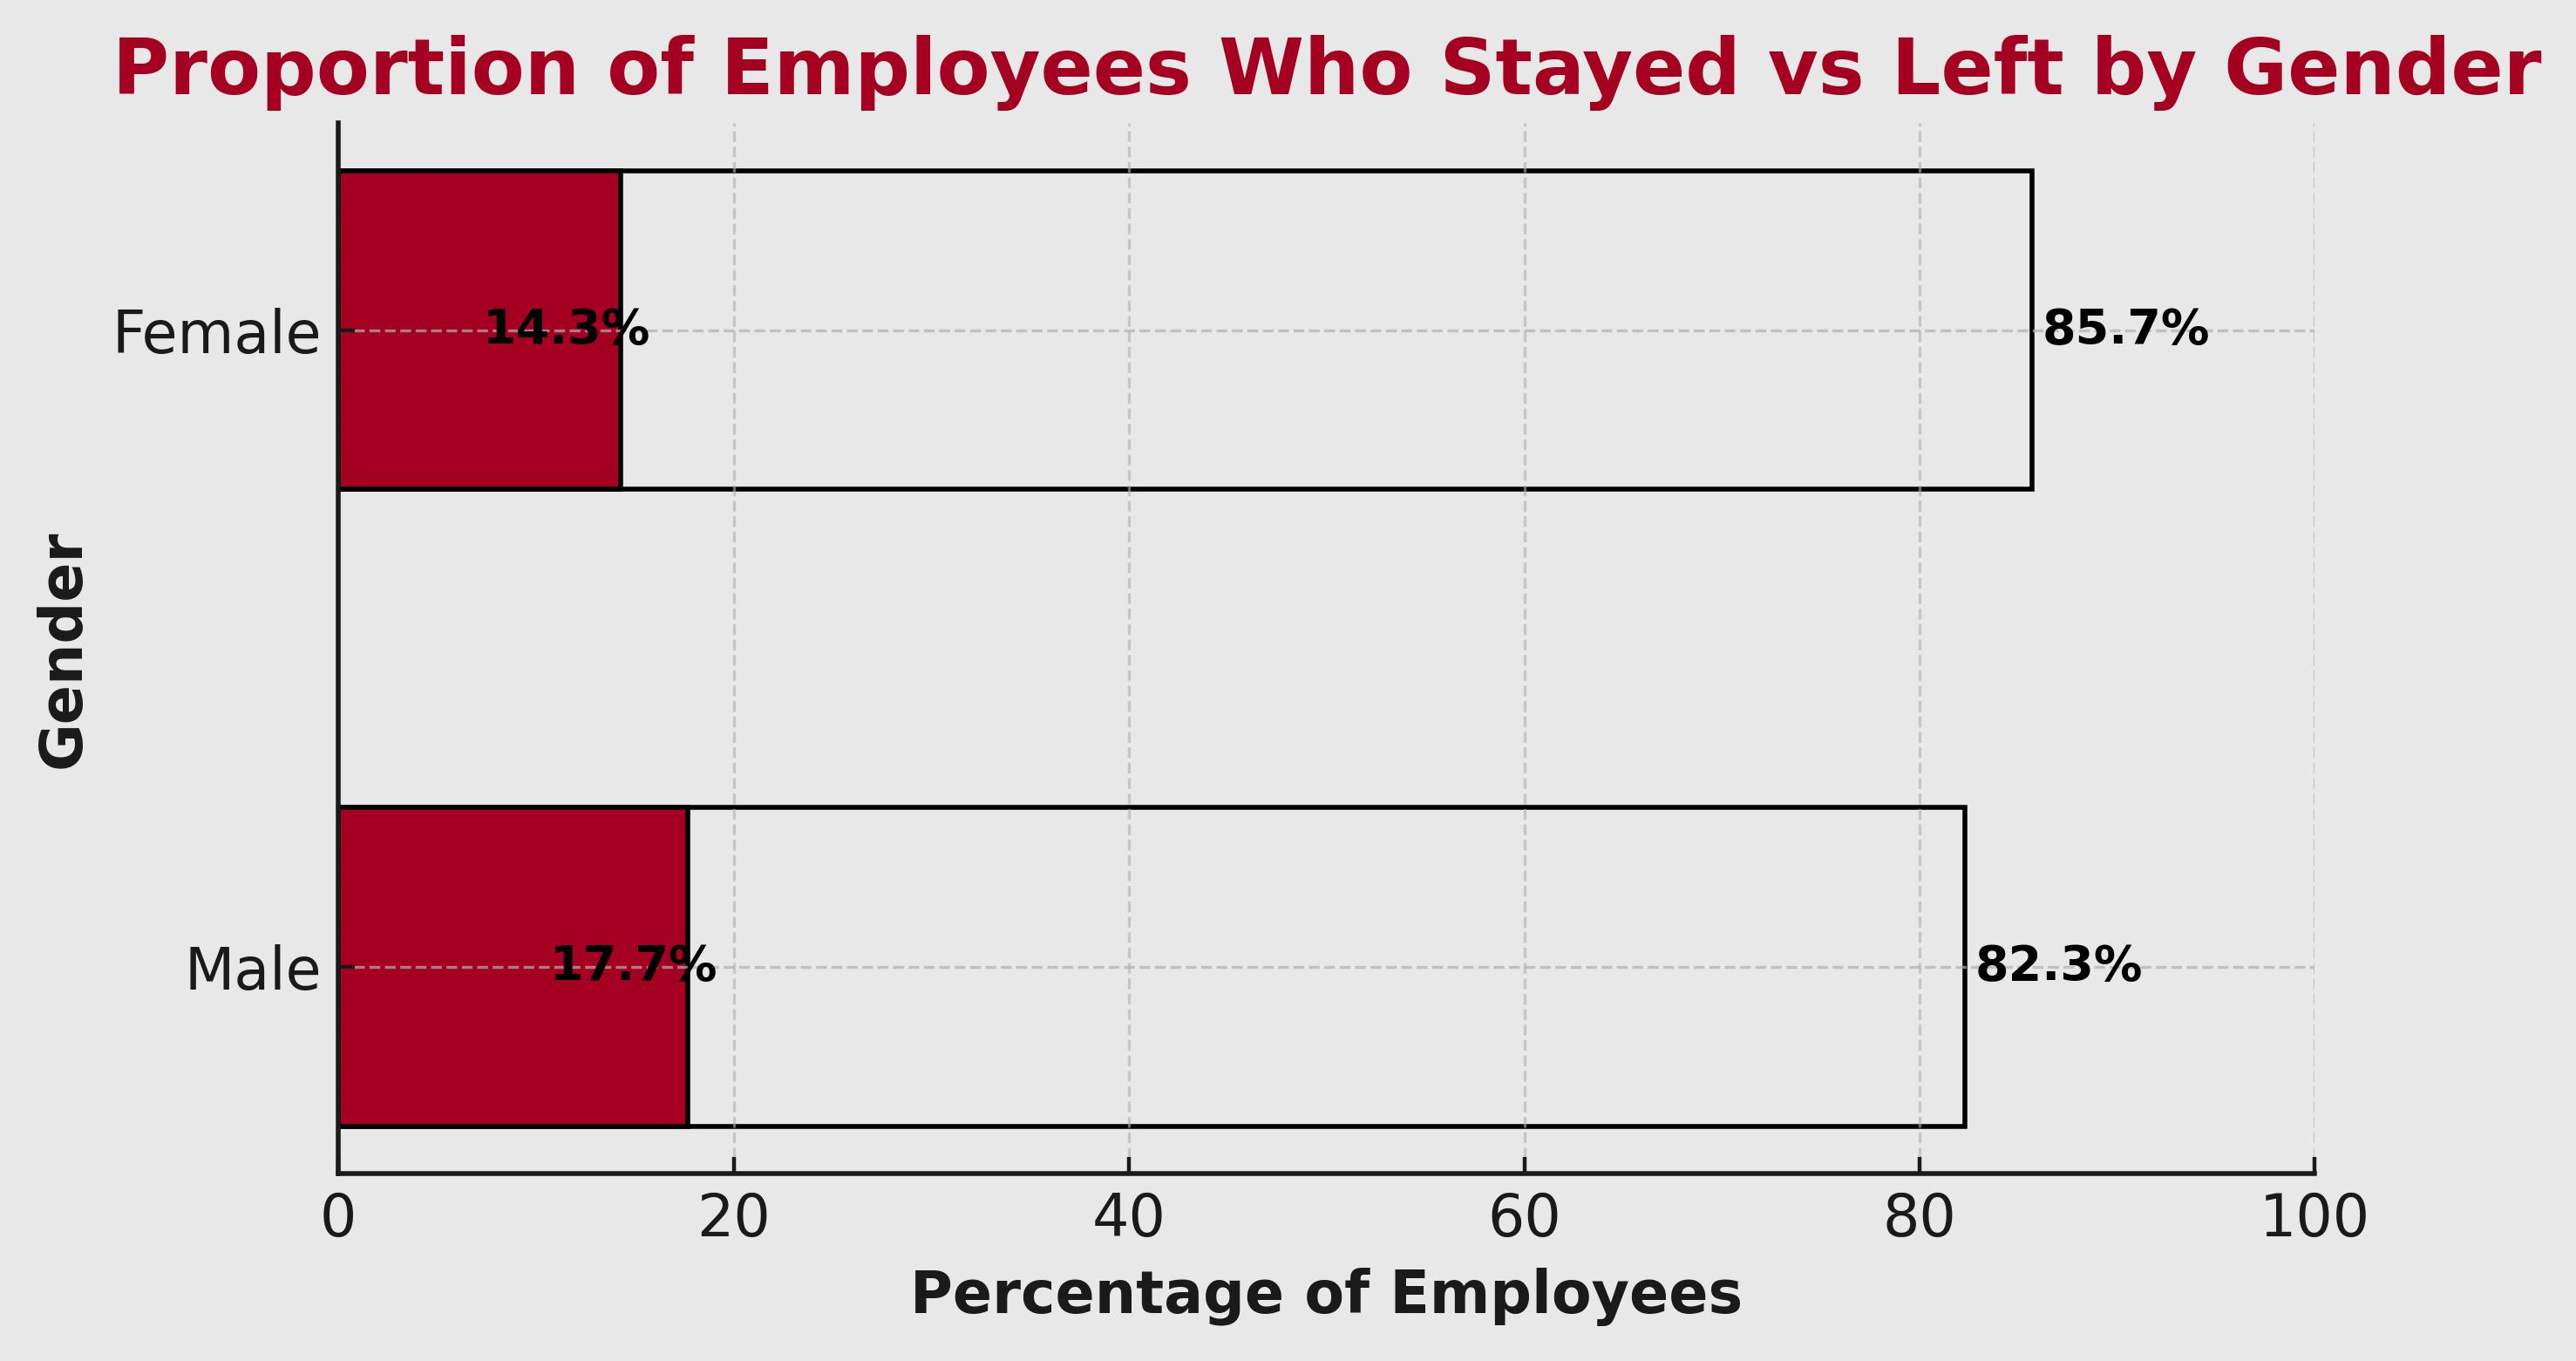 Proportion of Employees Who Stayed vs Left by Gender
Gender
Female
14.3%
85.7%
Male
17.7%
82.3%
0 20 40 60 80 100
Percentage of Employees